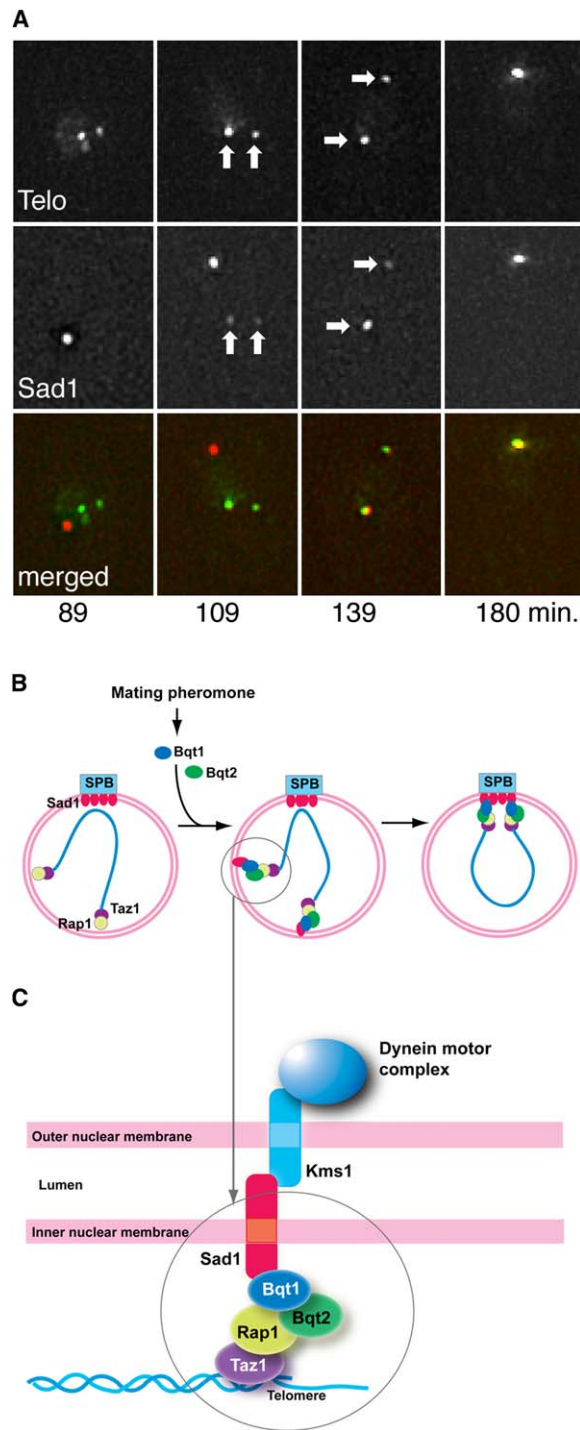 A
Telo
Sad1
merged
89 109 139 180 min.
B
Mating pheromone
Bqt1
Bqt2
SPB
Sad1
Taz1
Rap1
SPB
SPB
C
Dynein motor
complex
Outer nuclear membrane
Kms1
Lumen
Inner nuclear membrane
Sad1
Bqt1
Bqt2
Rap1
Taz1
Telomere